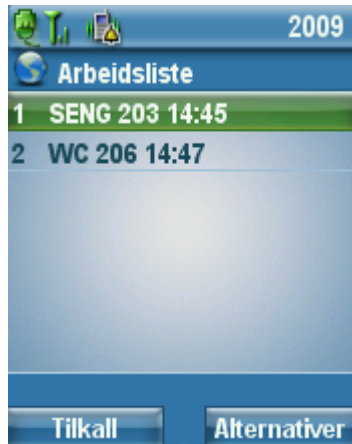 2009
Arbeidsliste
1 SENG 203 14:45
2 WC 206 14:47
Tilkall Alternativer